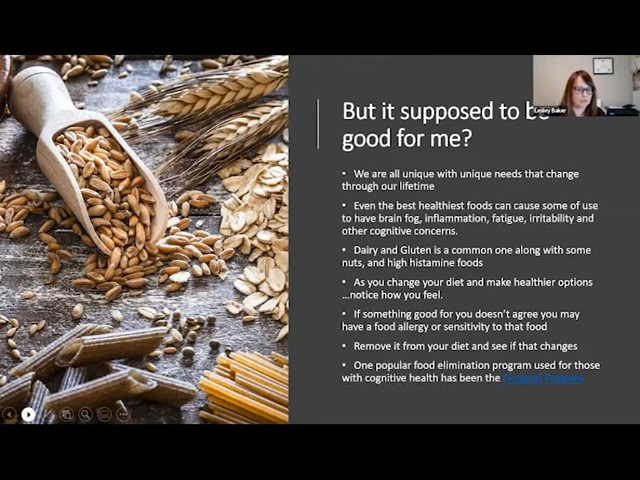 But it supposed to be
Lesley Baker
good for me?
• We are all unique with unique needs that change
through our lifetime
• Even the best healthiest foods can cause some of use
to have brain fog, inflammation, fatigue, irritability and
other cognitive concerns.
• Dairy and Gluten is a common one along with some
nuts, and high histamine foods
• As you change your diet and make healthier options
...notice how you feel.
• If something good for you doesn't agree you may
have a food allergy or sensitivity to that food
• Remove it from your diet and see if that changes
• One popular food elimination program used for those
with cognitive health has been the Program